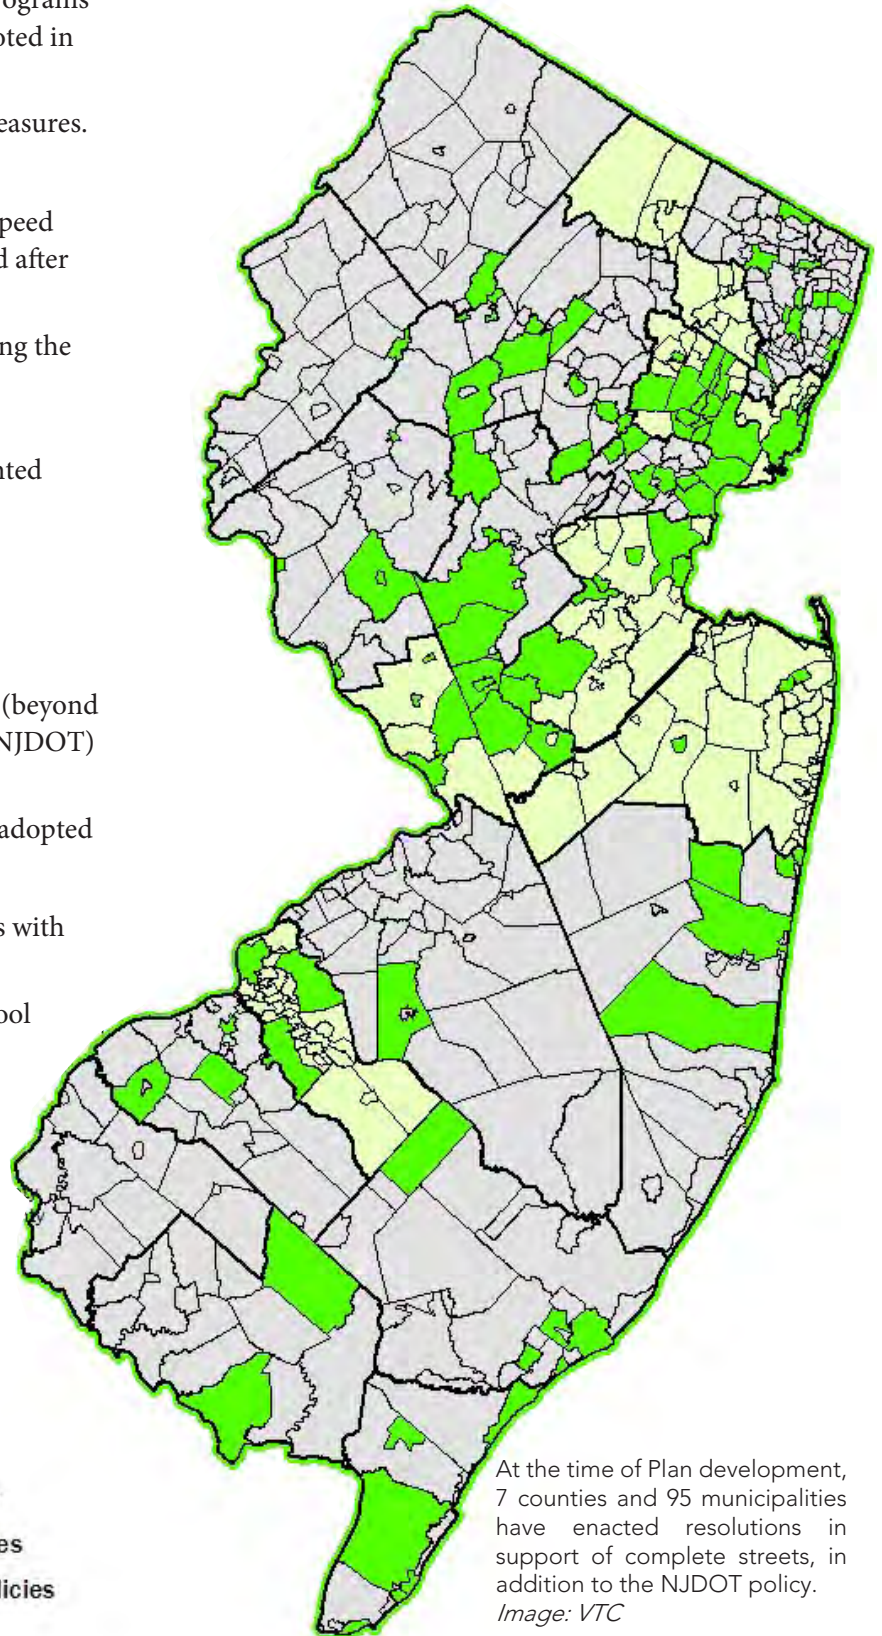 ograms
oted in
easures.
peed
d after
ng the
nted
(beyond
NJDOT)
adopted
s with
ool
es
licies
At the time of Plan development,
7 counties and 95 municipalities
have enacted resolutions in
support of complete streets, in
addition to the NJDOT policy.
Image: VTC